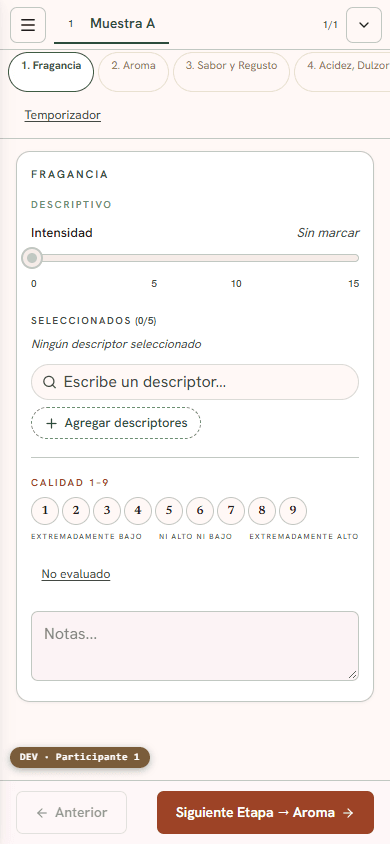 1 Muestra A 1/1
1. Fragancia 2. Aroma 3. Sabor y Regusto 4. Acidez, Dulzor
Temporizador
FRAGANCIA
DESCRIPTIVO
Intensidad Sin marcar
0 5 10 15
SELECCIONADOS (0/5)
Ningún descriptor seleccionado
Escribe un descriptor...
+ Agregar descriptores
CALIDAD 1–9
1 2 3 4 5 6 7 8 9
EXTREMADAMENTE BAJO NI ALTO NI BAJO EXTREMADAMENTE ALTO
No evaluado
Notas...
DEV · Participante 1
← Anterior Siguiente Etapa → Aroma →